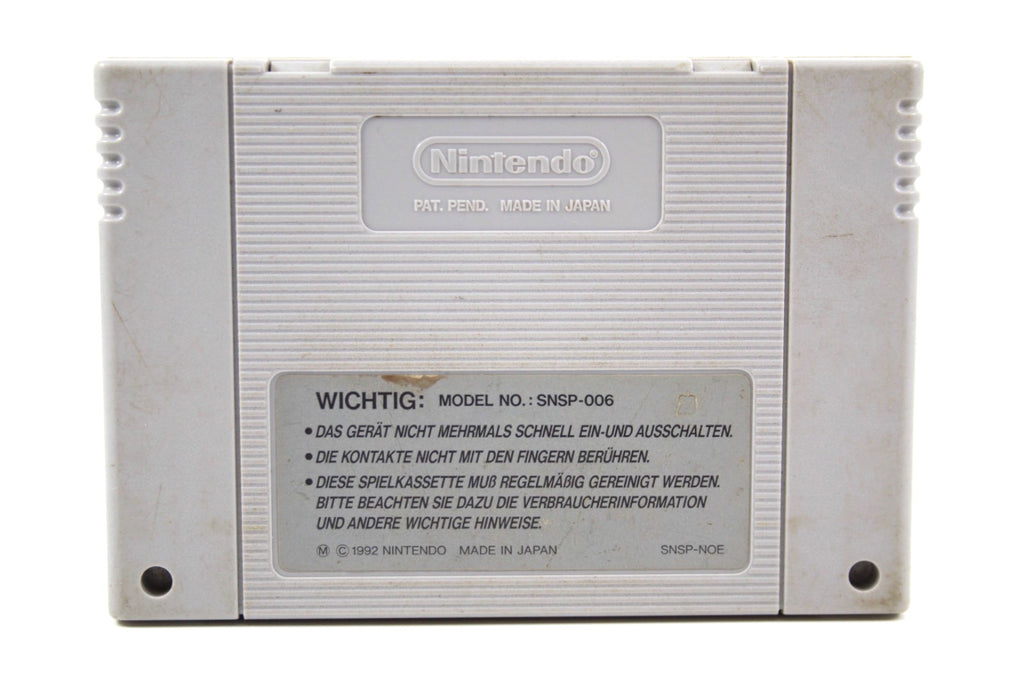 Nintendo®
PAT. PEND. MADE IN JAPAN
WICHTIG: MODEL NO.: SNSP-006
• DAS GERÄT NICHT MEHRMALS SCHNELL EIN-UND AUSSCHALTEN.
• DIE KONTAKTE NICHT MIT DEN FINGERN BERÜHREN.
• DIESE SPIELKASSETTE MUß REGELMÄßIG GEREINIGT WERDEN.
BITTE BEACHTEN SIE DAZU DIE VERBRAUCHERINFORMATION
UND ANDERE WICHTIGE HINWEISE.
Ⓜ © 1992 NINTENDO MADE IN JAPAN SNSP-NOE